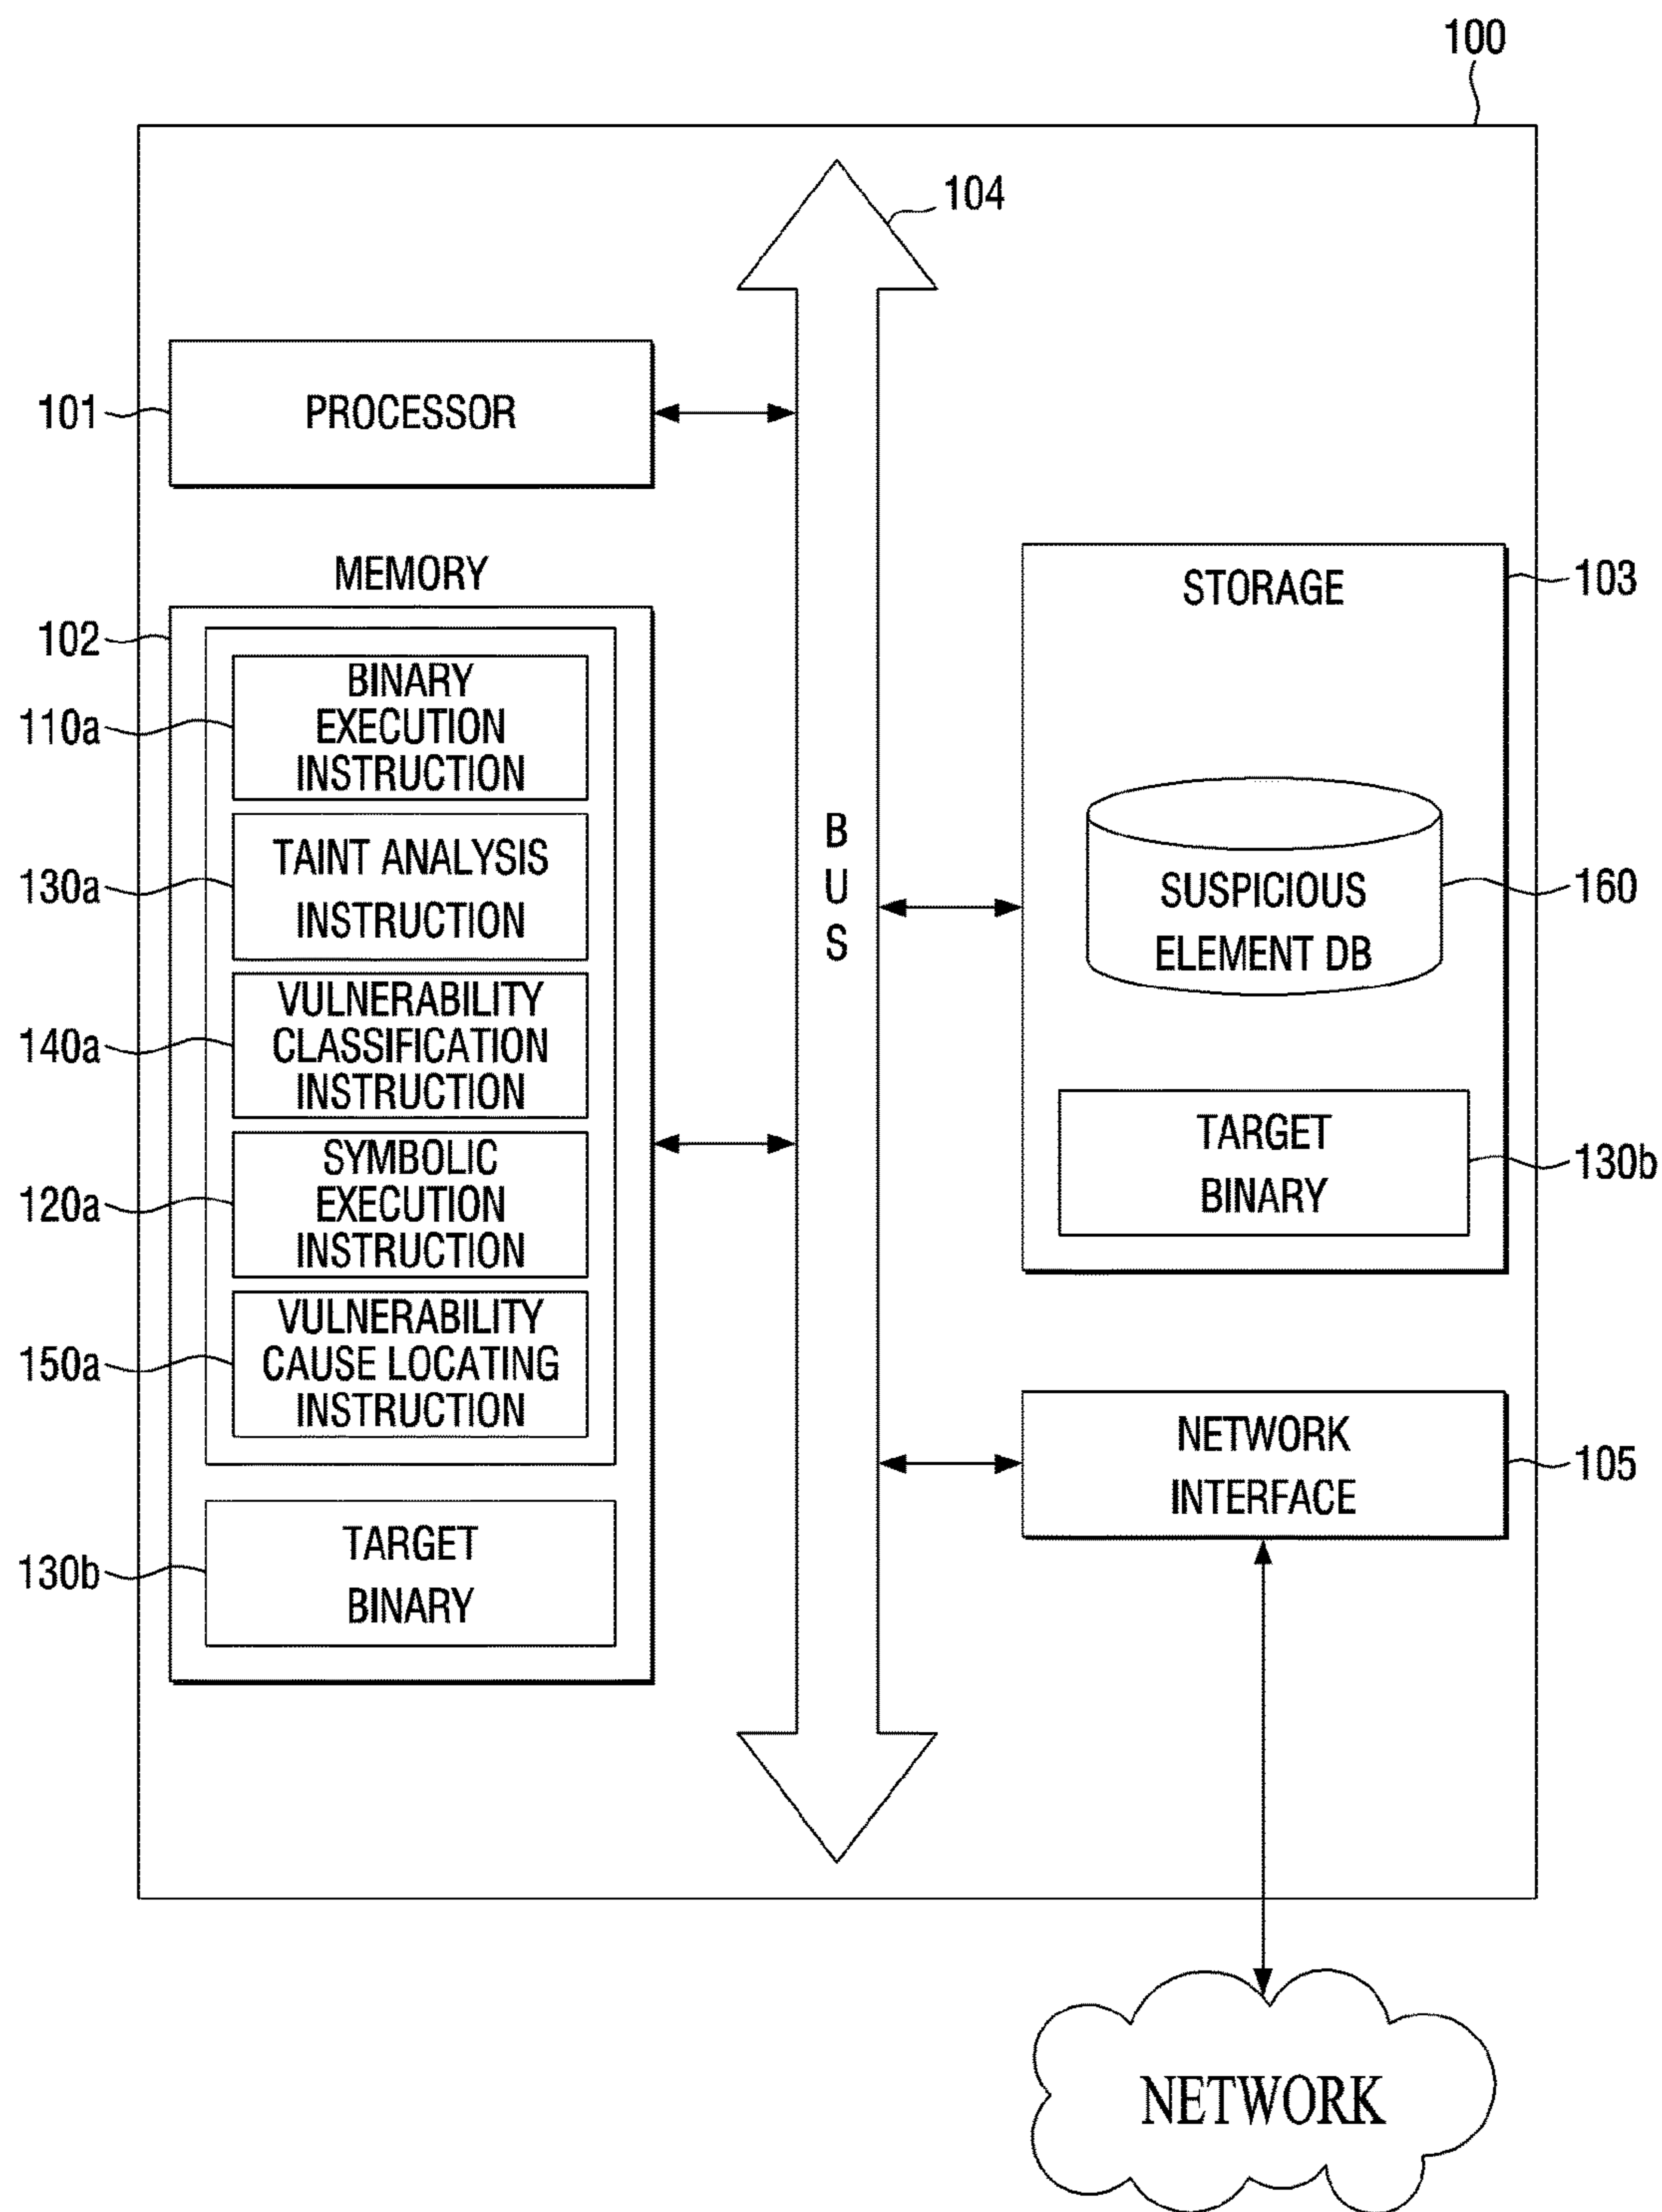 100
104
101
PROCESSOR
MEMORY
102
BINARY
EXECUTION
INSTRUCTION
110a
TAINT ANALYSIS
INSTRUCTION
130a
VULNERABILITY
CLASSIFICATION
INSTRUCTION
140a
SYMBOLIC
EXECUTION
INSTRUCTION
120a
VULNERABILITY
CAUSE LOCATING
INSTRUCTION
150a
TARGET
BINARY
130b
B
U
S
STORAGE
103
SUSPICIOUS
ELEMENT DB
160
TARGET
BINARY
130b
NETWORK
INTERFACE
105
NETWORK